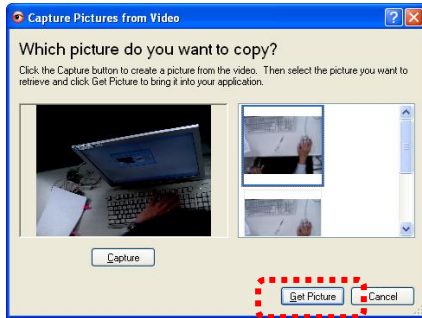 Capture Pictures from Video
Which picture do you want to copy?
Click the Capture button to create a picture from the video. Then select the picture you want to
retrieve and click Get Picture to bring it into your application.
Capture
Get Picture
Cancel